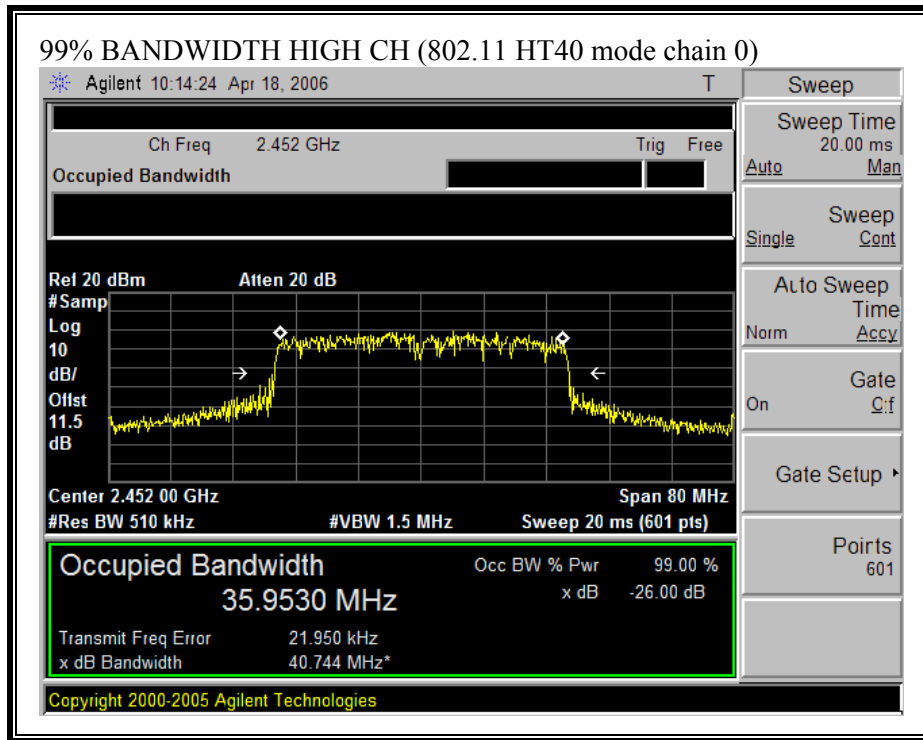 99% BANDWIDTH HIGH CH (802.11 HT40 mode chain 0)
Agilent 10:14:24 Apr 18, 2006 T
Sweep
Ch Freq 2.452 GHz Trig Free
Occupied Bandwidth
Sweep Time
20.00 ms
Auto Man
Sweep
Single Cont
Auto Sweep
Time
Norm Accy
Gate
On Off
Gate Setup
Points
601
Ref 20 dBm Atten 20 dB
#Samp
Log
10
dB/
Offst
11.5
dB
Center 2.452 00 GHz Span 80 MHz
#Res BW 510 kHz #VBW 1.5 MHz Sweep 20 ms (601 pts)
Occupied Bandwidth
35.9530 MHz
Occ BW % Pwr 99.00 %
x dB -26.00 dB
Transmit Freq Error 21.950 kHz
x dB Bandwidth 40.744 MHz*
Copyright 2000-2005 Agilent Technologies